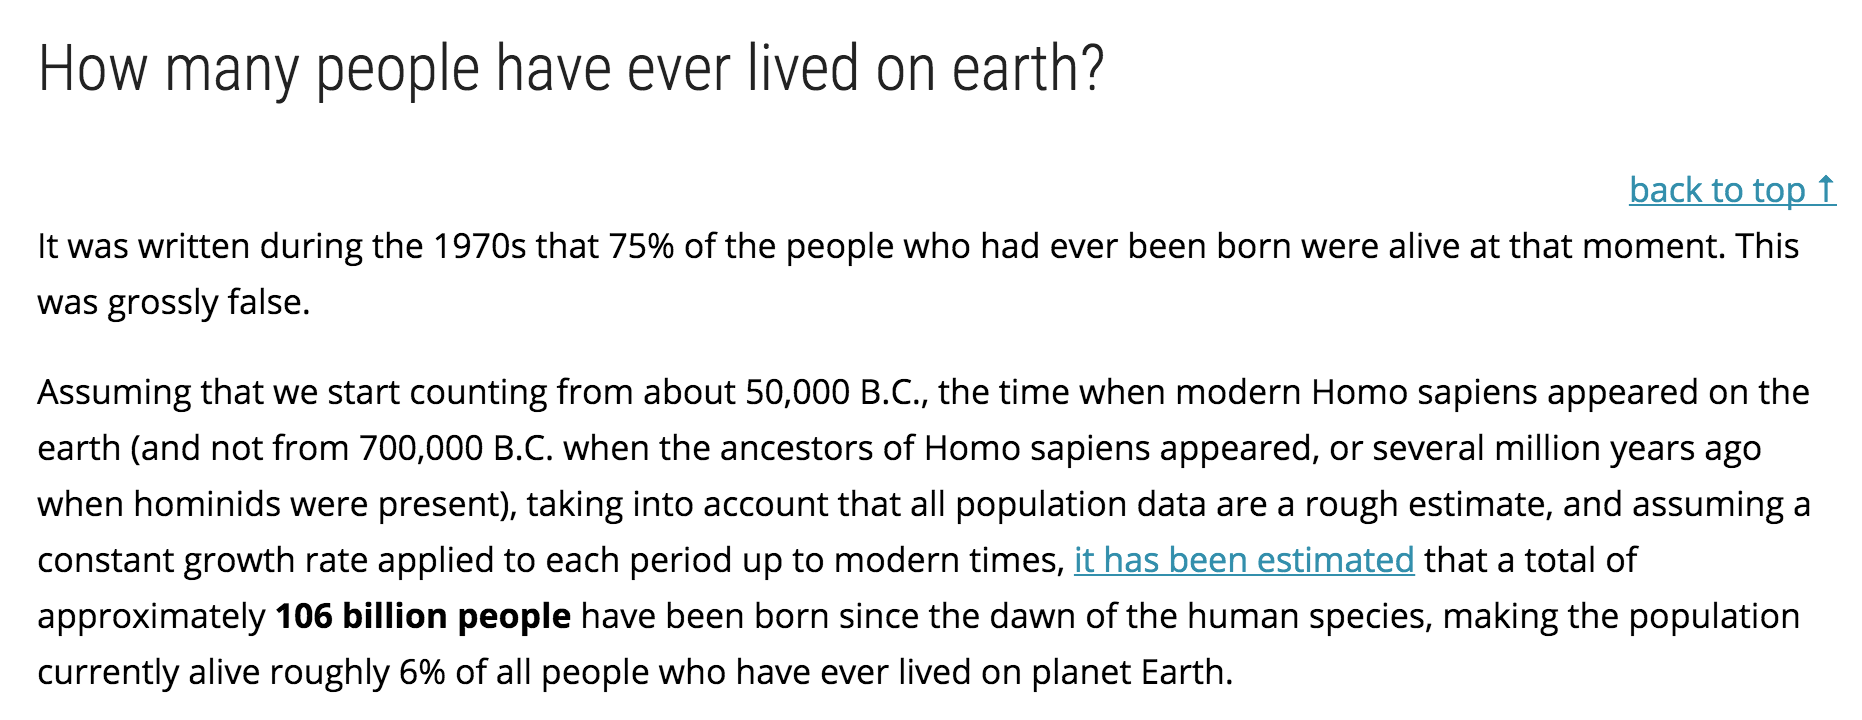 How many people have ever lived on earth?
back to top ↑
It was written during the 1970s that 75% of the people who had ever been born were alive at that moment. This
was grossly false.
Assuming that we start counting from about 50,000 B.C., the time when modern Homo sapiens appeared on the
earth (and not from 700,000 B.C. when the ancestors of Homo sapiens appeared, or several million years ago
when hominids were present), taking into account that all population data are a rough estimate, and assuming a
constant growth rate applied to each period up to modern times, it has been estimated that a total of
approximately 106 billion people have been born since the dawn of the human species, making the population
currently alive roughly 6% of all people who have ever lived on planet Earth.